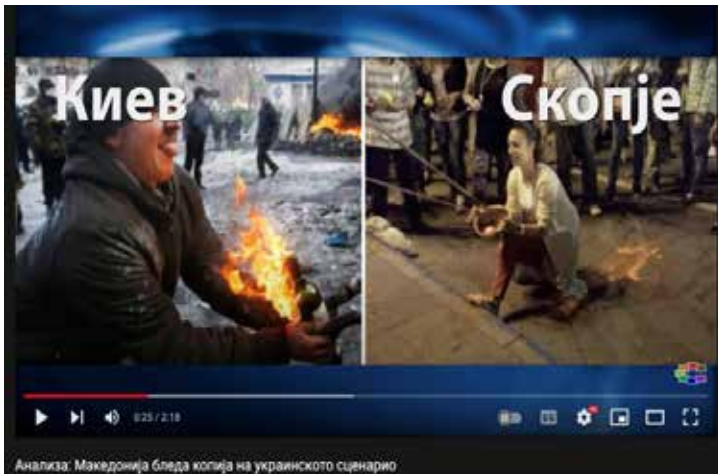 Киев
Скопје
0:25 / 2:18
Анализа: Македонија бледа копија на украинското сценарио